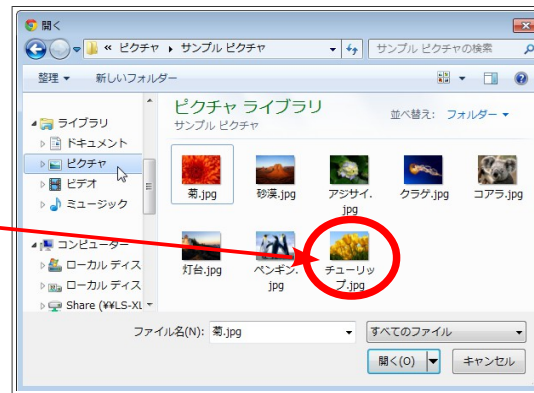 開く
« ピクチャ ▸ サンプル ピクチャ
サンプル ピクチャの検索
整理 ▼ 新しいフォルダー
ライブラリ
ドキュメント
ピクチャ
ビデオ
ミュージック
コンピューター
ローカル ディス
ローカル ディス
Share (¥¥LS-XL
ピクチャ ライブラリ
サンプル ピクチャ
並べ替え: フォルダー ▼
菊.jpg
砂漠.jpg
アジサイ.
jpg
クラゲ.jpg
コアラ.jpg
灯台.jpg
ペンギン.
jpg
チューリッ
プ.jpg
ファイル名(N): 菊.jpg
すべてのファイル
開く(O)
キャンセル